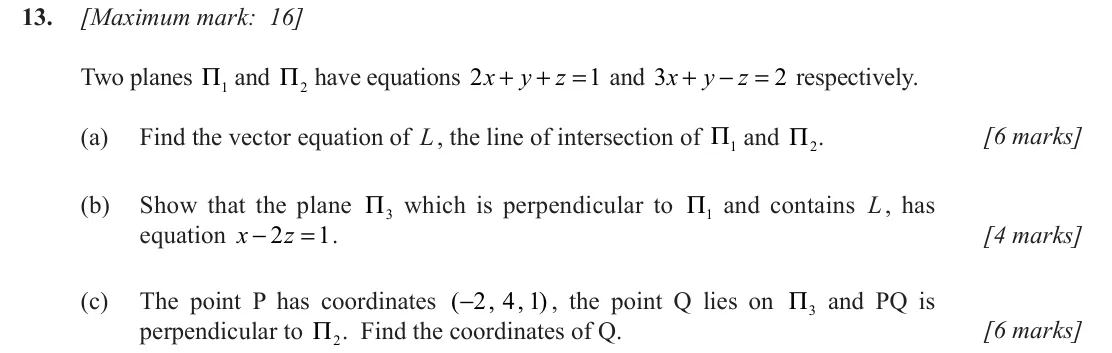 13. [Maximum mark: 16]
Two planes Π₁ and Π₂ have equations 2x + y + z = 1 and 3x + y − z = 2 respectively.
(a) Find the vector equation of L, the line of intersection of Π₁ and Π₂. [6 marks]
(b) Show that the plane Π₃ which is perpendicular to Π₁ and contains L, has
equation x − 2z = 1. [4 marks]
(c) The point P has coordinates (−2, 4, 1), the point Q lies on Π₃ and PQ is
perpendicular to Π₂. Find the coordinates of Q. [6 marks]